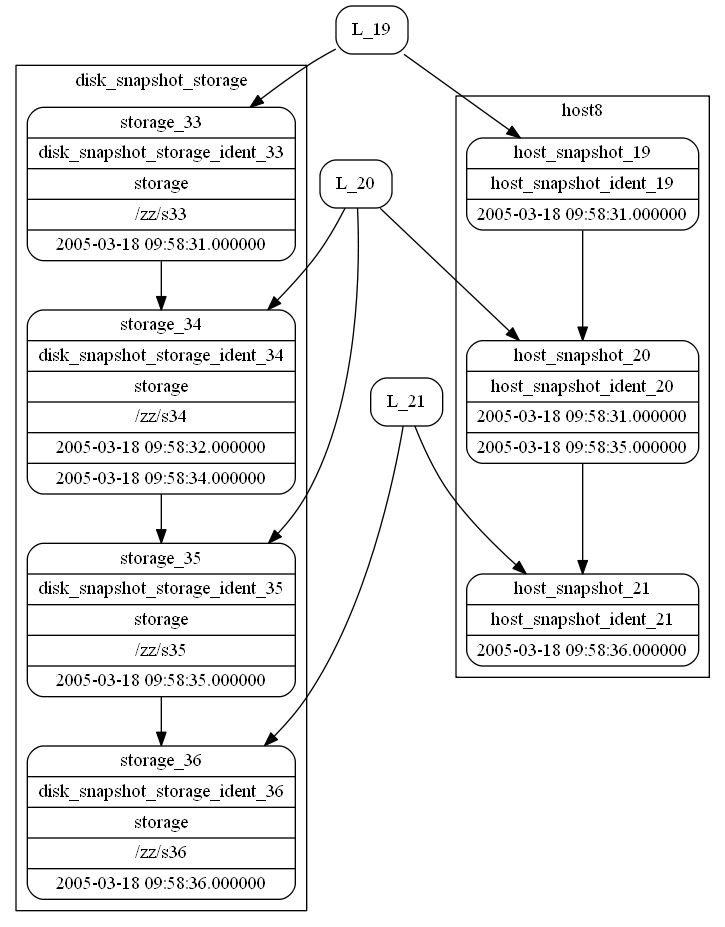 L_19
disk_snapshot_storage
storage_33
disk_snapshot_storage_ident_33
storage
/zz/s33
2005-03-18 09:58:31.000000
host8
host_snapshot_19
host_snapshot_ident_19
2005-03-18 09:58:31.000000
L_20
storage_34
disk_snapshot_storage_ident_34
storage
/zz/s34
2005-03-18 09:58:32.000000
2005-03-18 09:58:34.000000
host_snapshot_20
host_snapshot_ident_20
2005-03-18 09:58:31.000000
2005-03-18 09:58:35.000000
L_21
storage_35
disk_snapshot_storage_ident_35
storage
/zz/s35
2005-03-18 09:58:35.000000
host_snapshot_21
host_snapshot_ident_21
2005-03-18 09:58:36.000000
storage_36
disk_snapshot_storage_ident_36
storage
/zz/s36
2005-03-18 09:58:36.000000